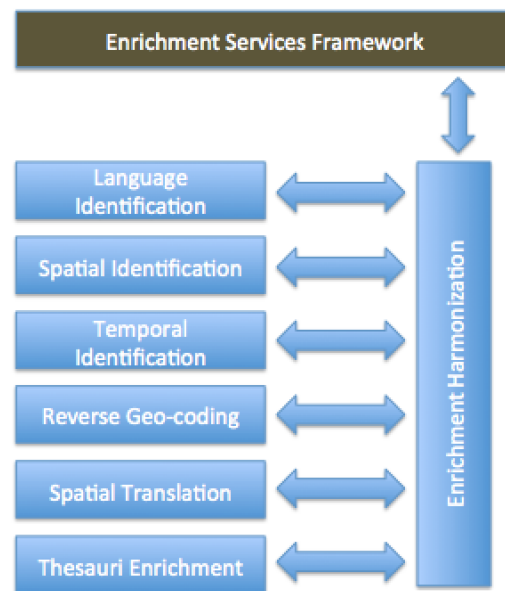 Enrichment Services Framework
Language
Identification
Spatial Identification
Temporal
Identification
Reverse Geo-coding
Spatial Translation
Thesauri Enrichment
Enrichment Harmonization